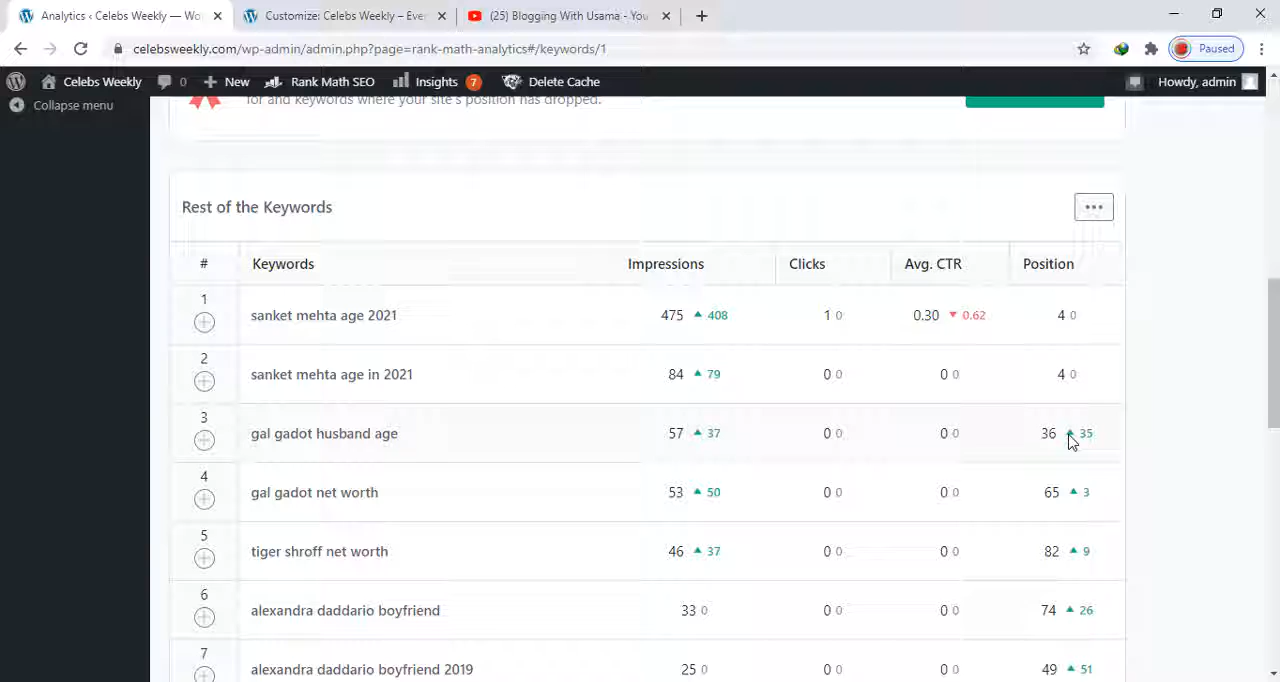 Analytics ‹ Celebs Weekly — Wo
Customize: Celebs Weekly – Ever
(25) Blogging With Usama - You
celebsweekly.com/wp-admin/admin.php?page=rank-math-analytics#/keywords/1
Paused
Celebs Weekly 0 New Rank Math SEO Insights 7 Delete Cache Howdy, admin
Collapse menu
for and keywords where your site's position has dropped.
Rest of the Keywords
# Keywords Impressions Clicks Avg. CTR Position
1 sanket mehta age 2021 475 408 1 0 0.30 0.62 4 0
2 sanket mehta age in 2021 84 79 0 0 0 0 4 0
3 gal gadot husband age 57 37 0 0 0 0 36 35
4 gal gadot net worth 53 50 0 0 0 0 65 3
5 tiger shroff net worth 46 37 0 0 0 0 82 9
6 alexandra daddario boyfriend 33 0 0 0 0 0 74 26
7 alexandra daddario boyfriend 2019 25 0 0 0 0 0 49 51